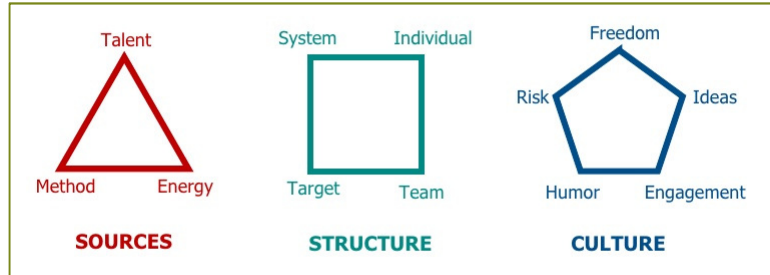 Talent
Method Energy
SOURCES
System Individual
Target Team
STRUCTURE
Freedom
Risk Ideas
Humor Engagement
CULTURE